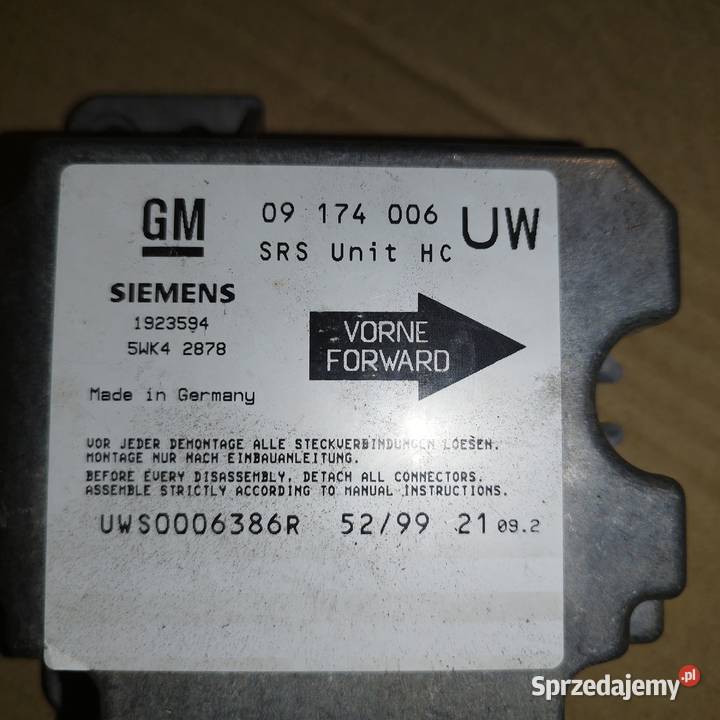 GM 09 174 006 UW
SRS Unit HC
SIEMENS
1923594
5WK4 2878
VORNE
FORWARD
Made in Germany
VOR JEDER DEMONTAGE ALLE STECKVERBINDUNGEN LOESEN.
MONTAGE NUR NACH EINBAUANLEITUNG.
BEFORE EVERY DISASSEMBLY, DETACH ALL CONNECTORS.
ASSEMBLE STRICTLY ACCORDING TO MANUAL INSTRUCTIONS.
UWS0006386R 52/99 21 09.2
Sprzedajemy.pl